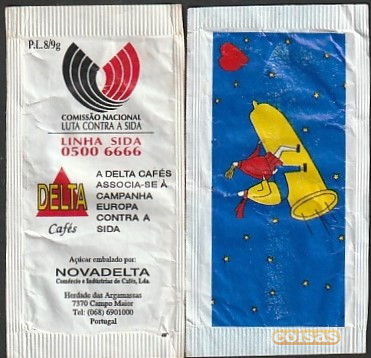 P.L.8/9g
COMISSÃO NACIONAL
LUTA CONTRA A SIDA
LINHA SIDA
0500 6666
DELTA
Cafés
A DELTA CAFÉS
ASSOCIA-SE À
CAMPANHA
EUROPA
CONTRA A
SIDA
Açúcar embalado por:
NOVADELTA
Comércio e Indústrias de Cafés, Lda.
Herdade das Argamassas
7370 Campo Maior
Tel: (068) 6901000
Portugal
coisas